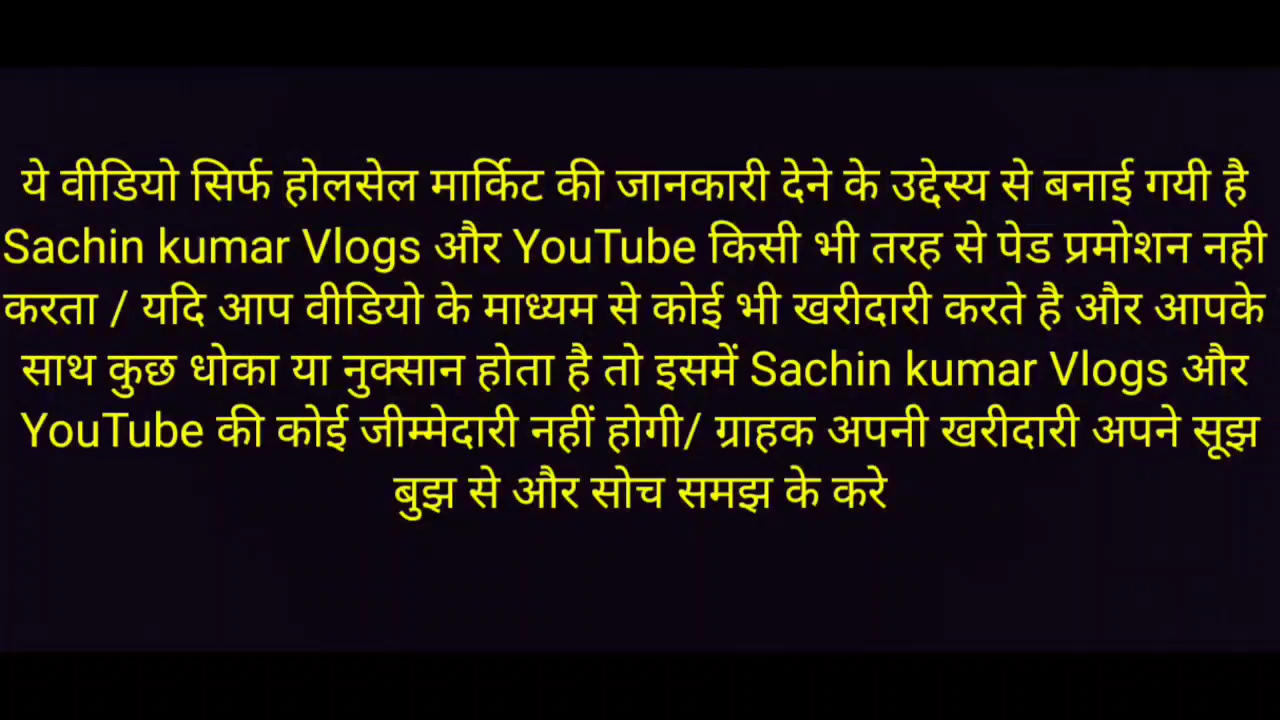 ये वीडियो सिर्फ होलसेल मार्किट की जानकारी देने के उद्देस्य से बनाई गयी है
Sachin kumar Vlogs और YouTube किसी भी तरह से पेड प्रमोशन नही
करता / यदि आप वीडियो के माध्यम से कोई भी खरीदारी करते है और आपके
साथ कुछ धोका या नुक्सान होता है तो इसमें Sachin kumar Vlogs और
YouTube की कोई जीम्मेदारी नहीं होगी/ ग्राहक अपनी खरीदारी अपने सूझ
बुझ से और सोच समझ के करे